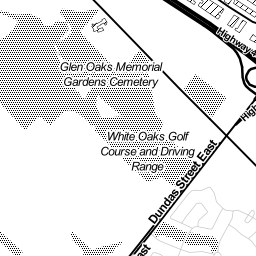 Highway
Glen Oaks Memorial
Gardens Cemetery
White Oaks Golf
Course and Driving
Range
Dundas Street East